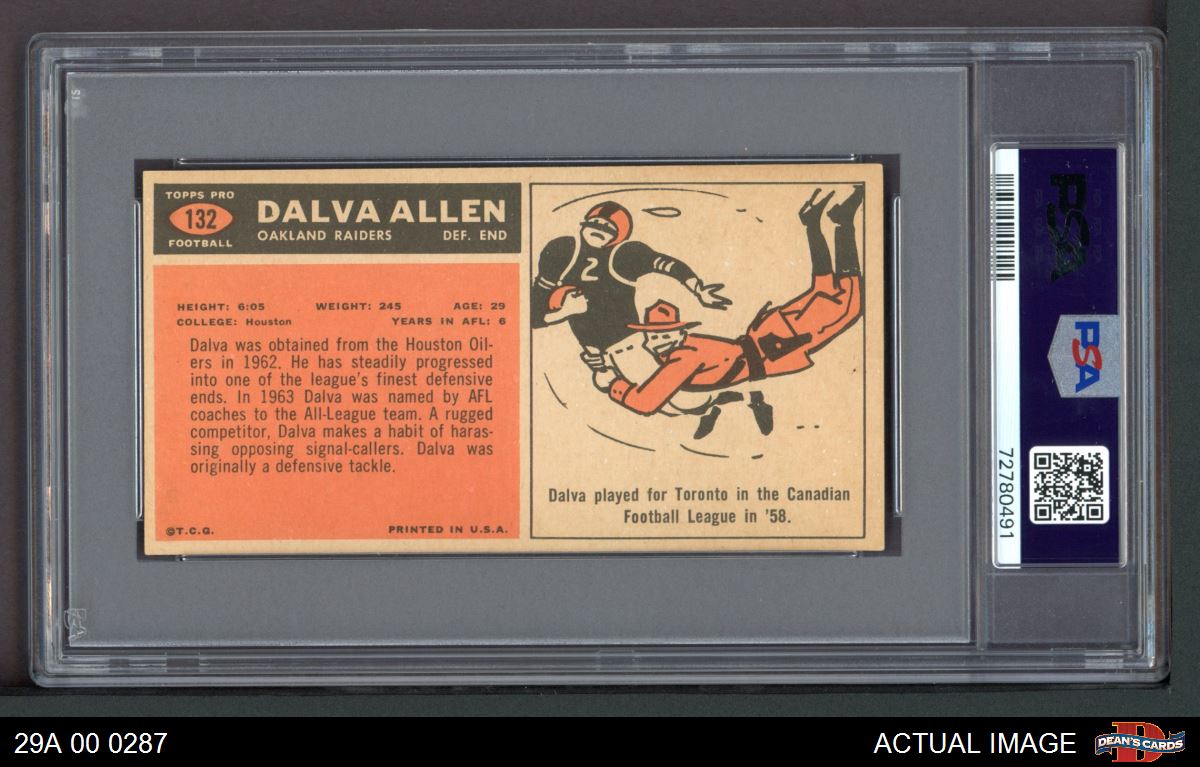 TOPPS PRO
132
FOOTBALL
DALVA ALLEN
OAKLAND RAIDERS DEF. END
HEIGHT: 6:05 WEIGHT: 245 AGE: 29
COLLEGE: Houston YEARS IN AFL: 6
Dalva was obtained from the Houston Oil-
ers in 1962. He has steadily progressed
into one of the league's finest defensive
ends. In 1963 Dalva was named by AFL
coaches to the All-League team. A rugged
competitor, Dalva makes a habit of haras-
sing opposing signal-callers. Dalva was
originally a defensive tackle.
©T.C.G. PRINTED IN U.S.A.
2
Dalva played for Toronto in the Canadian
Football League in '58.
PSA
PSA
72780491
29A 00 0287
ACTUAL IMAGE
D
DEAN'S CARDS